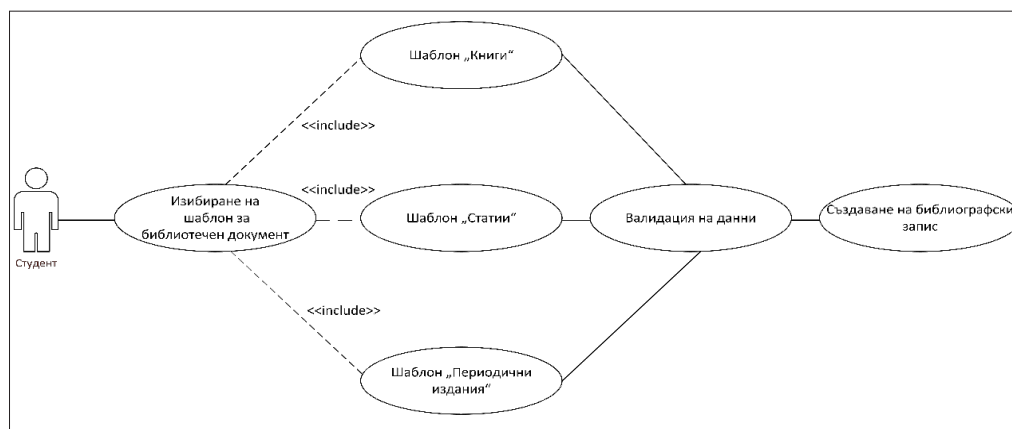 Шаблон „Книги“
<<include>>
Студент
Изибиране на
шаблон за
библиотечен документ
<<include>>
Шаблон „Статии“
Валидация на данни
Създаване на библиографски
запис
<<include>>
Шаблон „Периодични
издания“